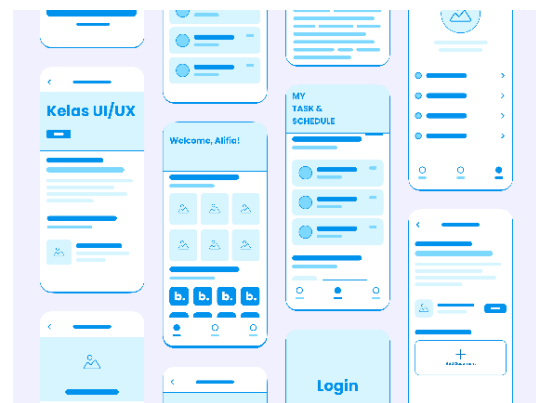 Kelas UI/UX
Welcome, Alifia!
b. b. b. b.
MY
TASK &
SCHEDULE
Login